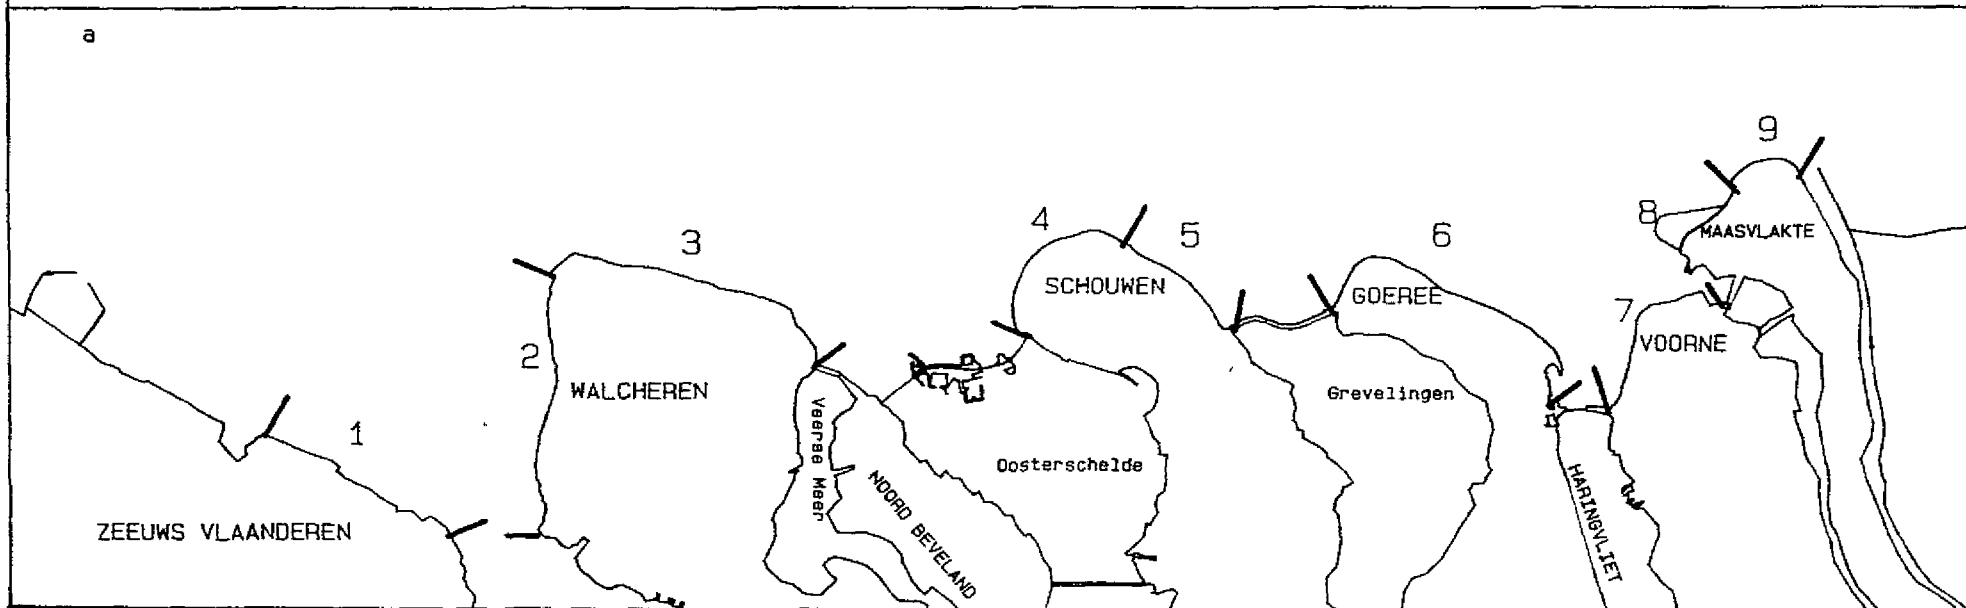 a
9
4
8
3
5
6
MAASVLAKTE
SCHOUWEN
GOEREE
7
2
VOORNE
WALCHEREN
Grevelingen
1
Veerse Meer
Oosterschelde
NOORD BEVELAND
HARINGVLIET
ZEEUWS VLAANDEREN